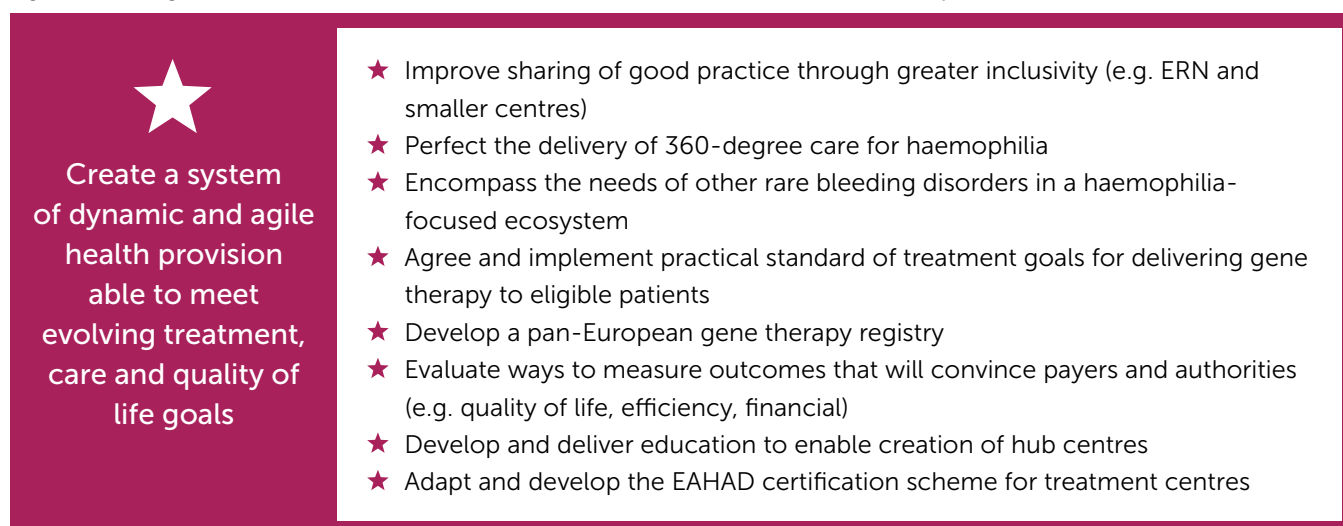 Create a system
of dynamic and agile
health provision
able to meet
evolving treatment,
care and quality of
life goals
Improve sharing of good practice through greater inclusivity (e.g. ERN and
smaller centres)
Perfect the delivery of 360-degree care for haemophilia
Encompass the needs of other rare bleeding disorders in a haemophilia-
focused ecosystem
Agree and implement practical standard of treatment goals for delivering gene
therapy to eligible patients
Develop a pan-European gene therapy registry
Evaluate ways to measure outcomes that will convince payers and authorities
(e.g. quality of life, efficiency, financial)
Develop and deliver education to enable creation of hub centres
Adapt and develop the EAHAD certification scheme for treatment centres